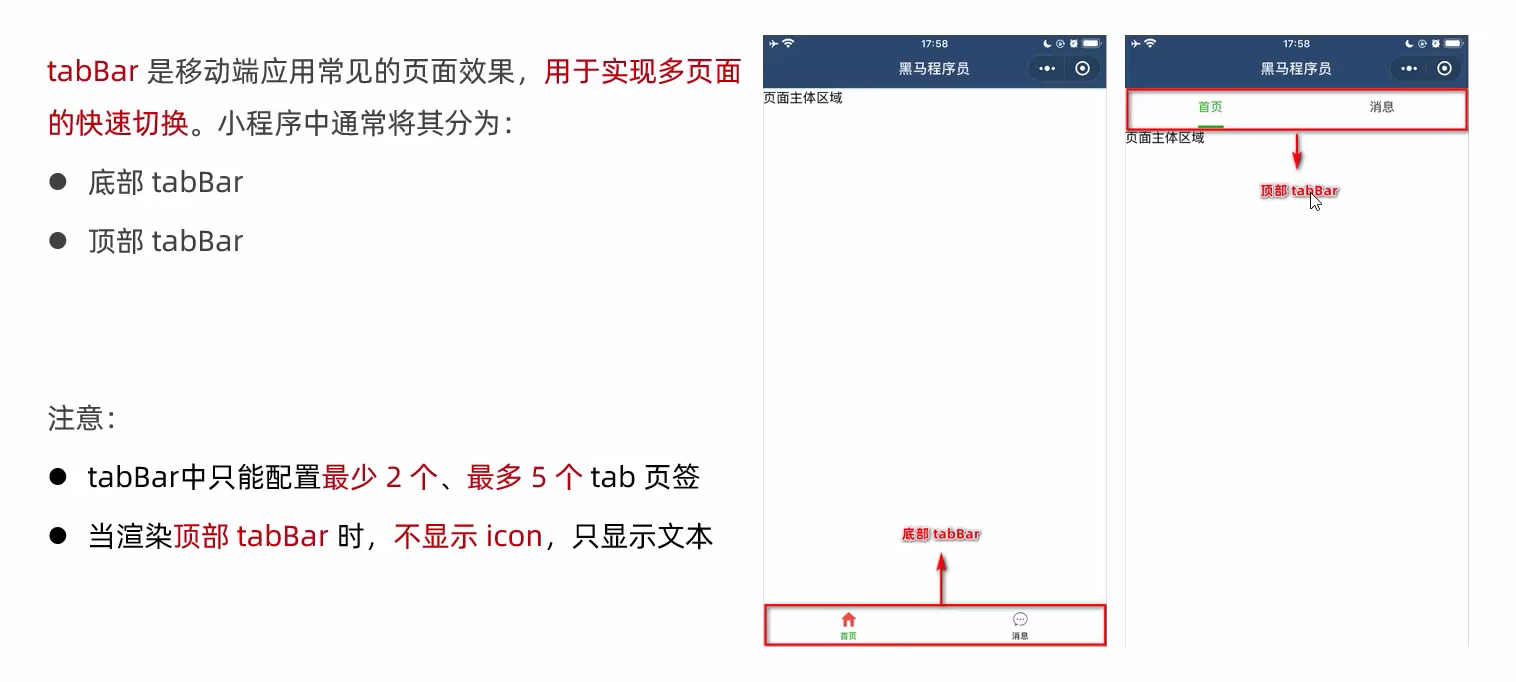 tabBar 是移动端应用常见的页面效果，用于实现多页面
的快速切换。小程序中通常将其分为：
● 底部 tabBar
● 顶部 tabBar
注意：
● tabBar中只能配置最少 2 个、最多 5 个 tab 页签
● 当渲染顶部 tabBar 时，不显示 icon，只显示文本
17:58
黑马程序员
页面主体区域
底部 tabBar
首页
消息
17:58
黑马程序员
首页
消息
页面主体区域
顶部 tabBar